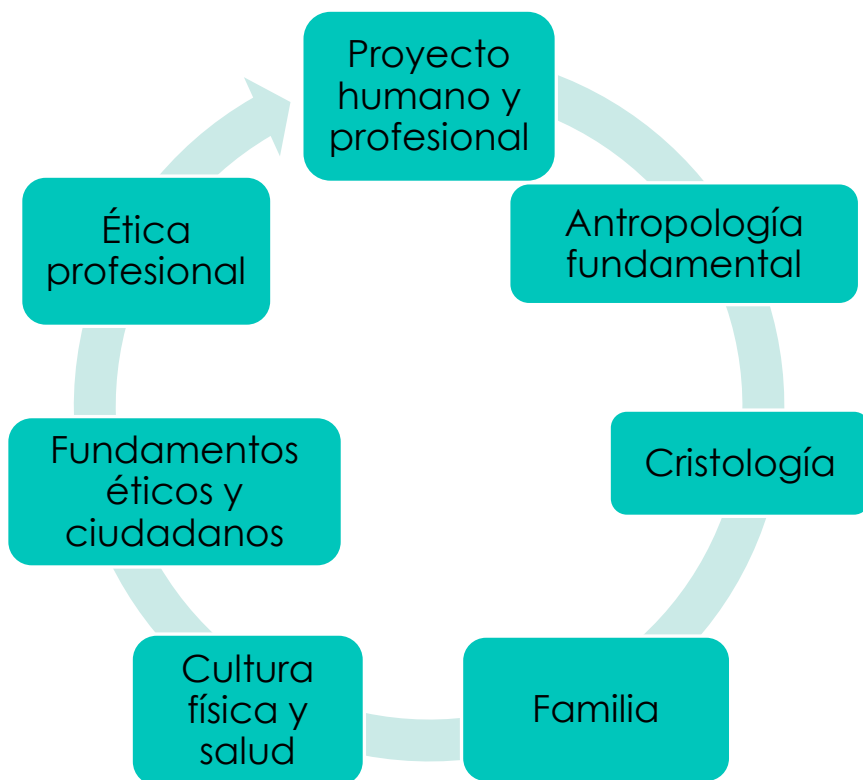 Proyecto
humano y
profesional
Antropología
fundamental
Cristología
Familia
Cultura
física y
salud
Fundamentos
éticos y
ciudadanos
Ética
profesional